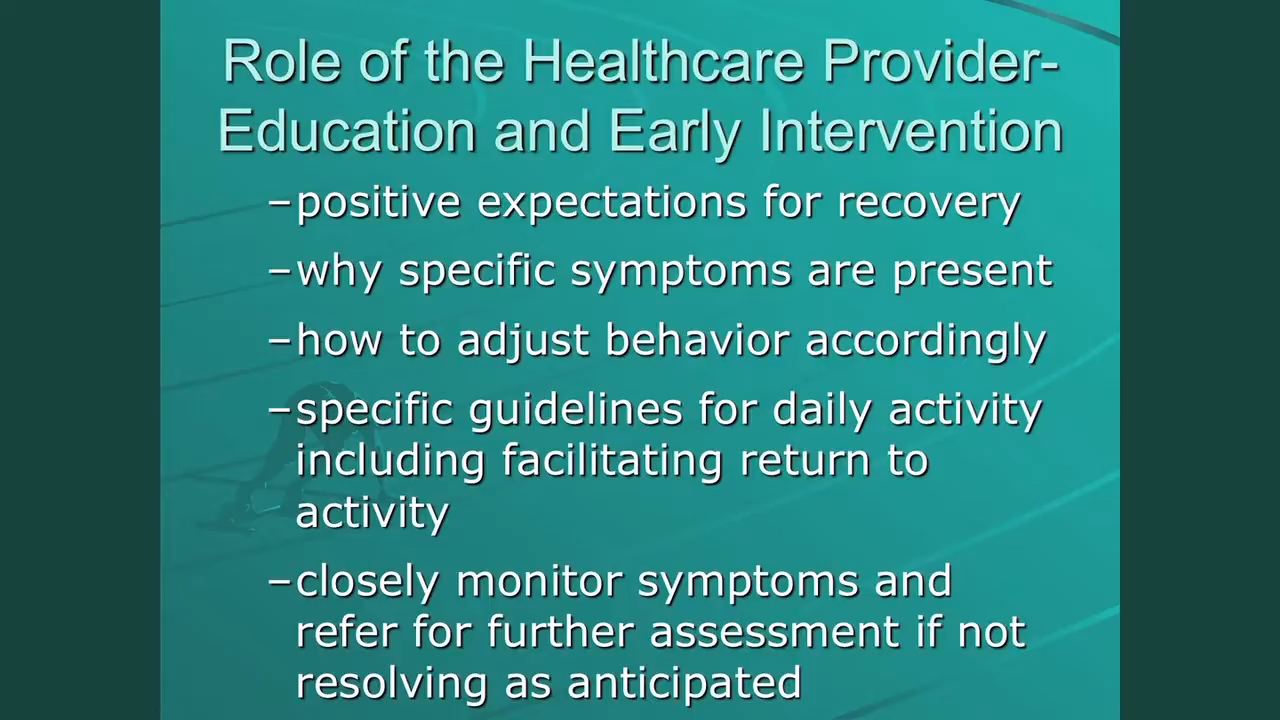 Role of the Healthcare Provider-
Education and Early Intervention
–positive expectations for recovery
–why specific symptoms are present
–how to adjust behavior accordingly
–specific guidelines for daily activity
including facilitating return to
activity
–closely monitor symptoms and
refer for further assessment if not
resolving as anticipated